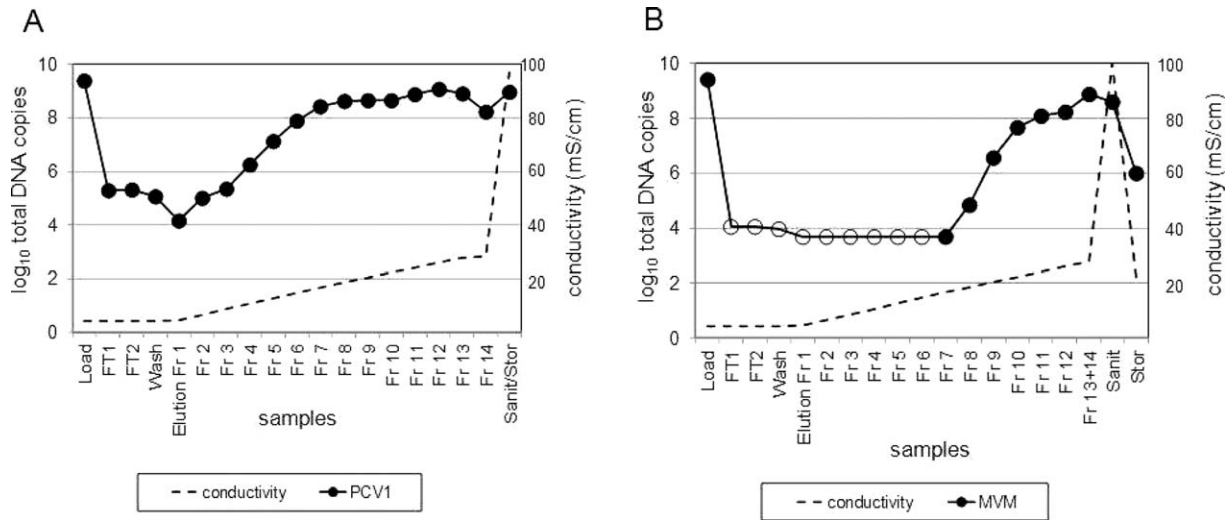 A
10
8
6
4
2
0
100
80
60
40
20
log10 total DNA copies
conductivity (mS/cm)
Load
FT1
FT2
Wash
Elution Fr 1
Fr 2
Fr 3
Fr 4
Fr 5
Fr 6
Fr 7
Fr 8
Fr 9
Fr 10
Fr 11
Fr 12
Fr 13
Fr 14
Sanit/Stor
samples
conductivity PCV1
B
10
8
6
4
2
0
100
80
60
40
20
log10 total DNA copies
conductivity (mS/cm)
Load
FT1
FT2
Wash
Elution Fr 1
Fr 2
Fr 3
Fr 4
Fr 5
Fr 6
Fr 7
Fr 8
Fr 9
Fr 10
Fr 11
Fr 12
Fr 13+14
Sanit
Stor
samples
conductivity MVM